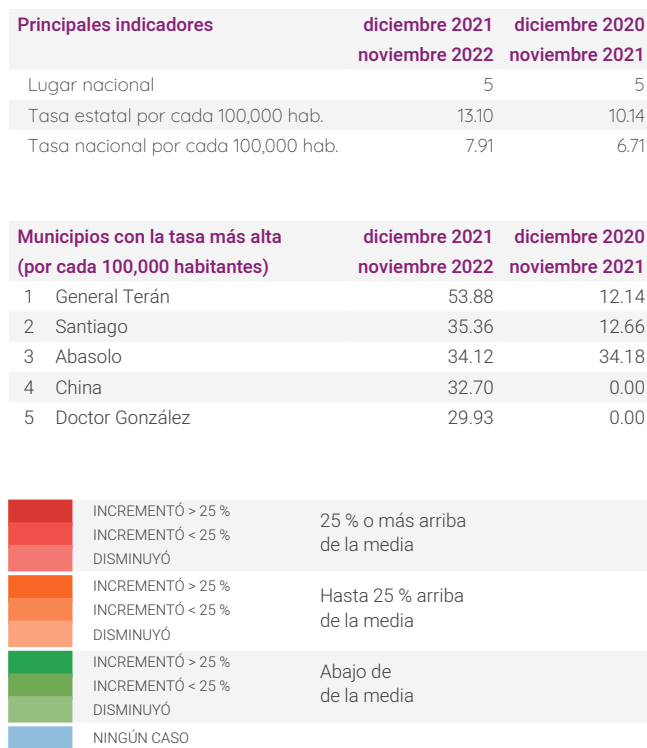 Principales indicadores diciembre 2021 diciembre 2020
noviembre 2022 noviembre 2021
Lugar nacional 5 5
Tasa estatal por cada 100,000 hab. 13.10 10.14
Tasa nacional por cada 100,000 hab. 7.91 6.71
Municipios con la tasa más alta diciembre 2021 diciembre 2020
(por cada 100,000 habitantes) noviembre 2022 noviembre 2021
1 General Terán 53.88 12.14
2 Santiago 35.36 12.66
3 Abasolo 34.12 34.18
4 China 32.70 0.00
5 Doctor González 29.93 0.00
INCREMENTÓ > 25 %
INCREMENTÓ < 25 %
DISMINUYÓ
25 % o más arriba
de la media
INCREMENTÓ > 25 %
INCREMENTÓ < 25 %
DISMINUYÓ
Hasta 25 % arriba
de la media
INCREMENTÓ > 25 %
INCREMENTÓ < 25 %
DISMINUYÓ
Abajo de
de la media
NINGÚN CASO